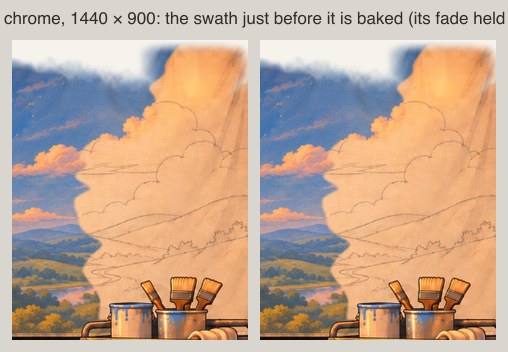 chrome, 1440 × 900: the swath just before it is baked (its fade held